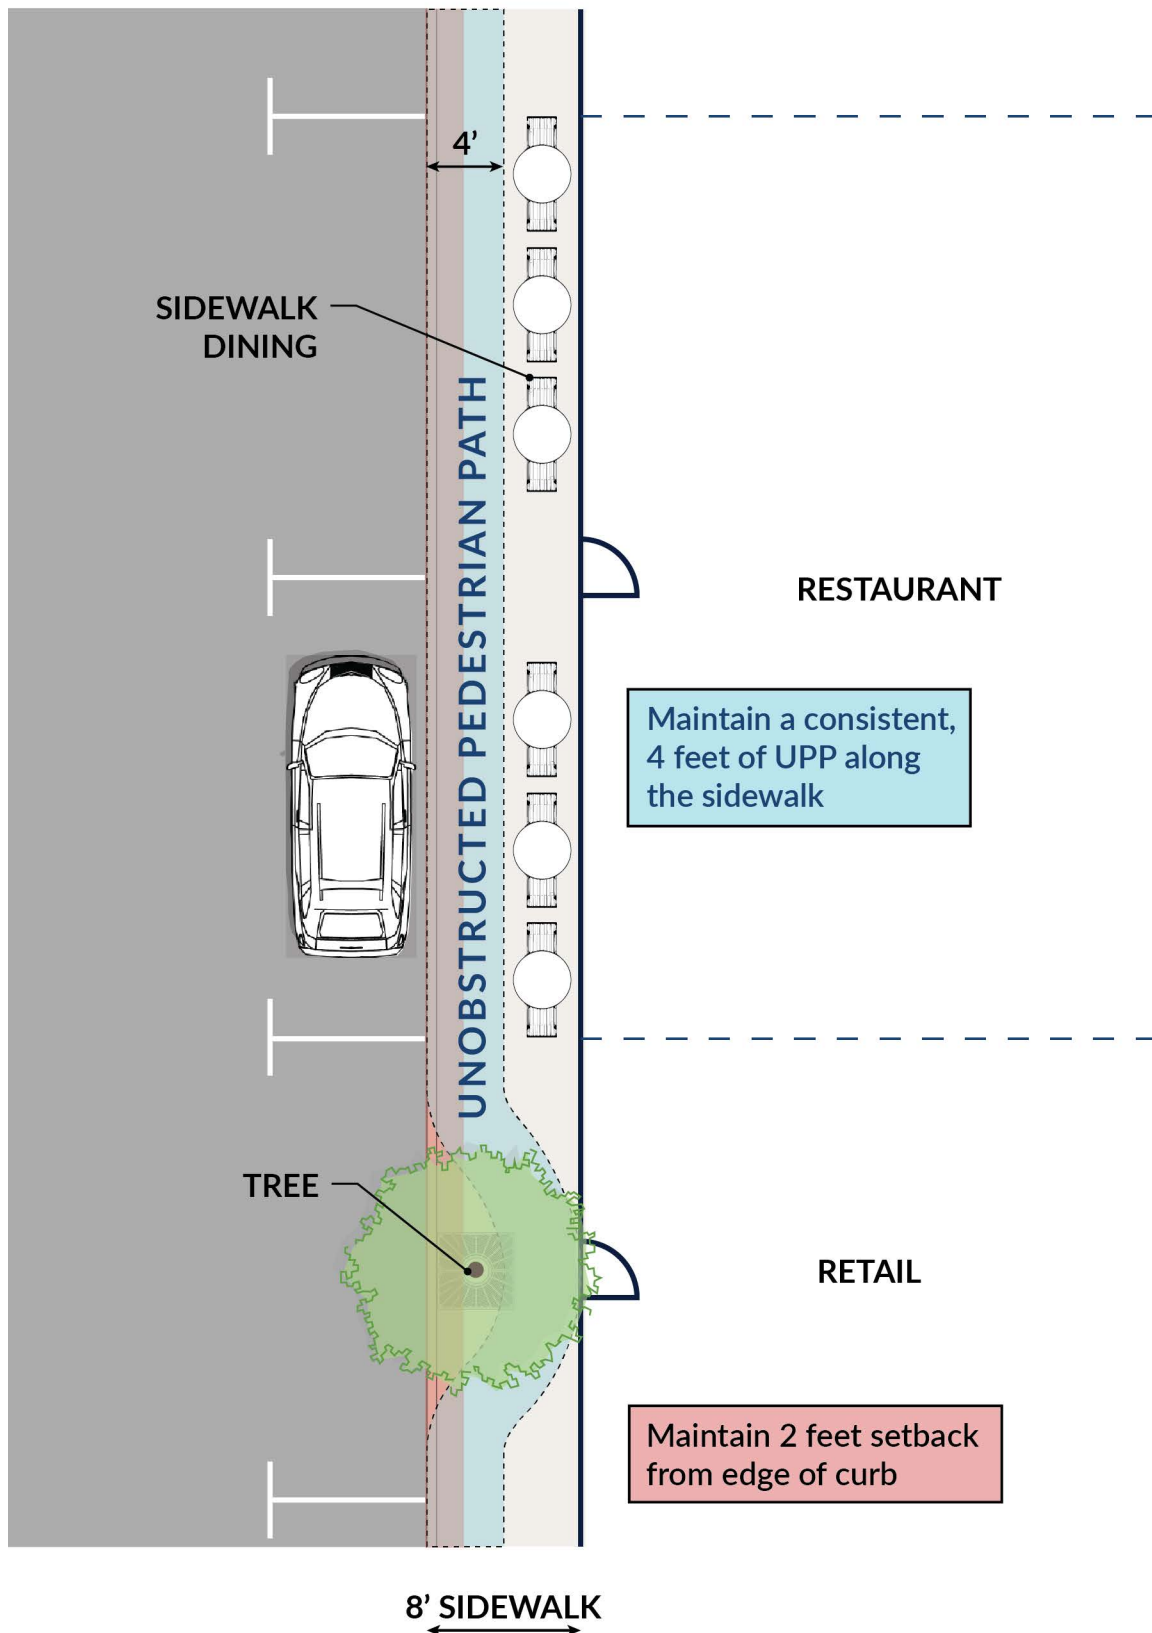 4’
SIDEWALK
DINING
UNOBSTRUCTED PEDESTRIAN PATH
RESTAURANT
Maintain a consistent,
4 feet of UPP along
the sidewalk
TREE
RETAIL
Maintain 2 feet setback
from edge of curb
8’ SIDEWALK